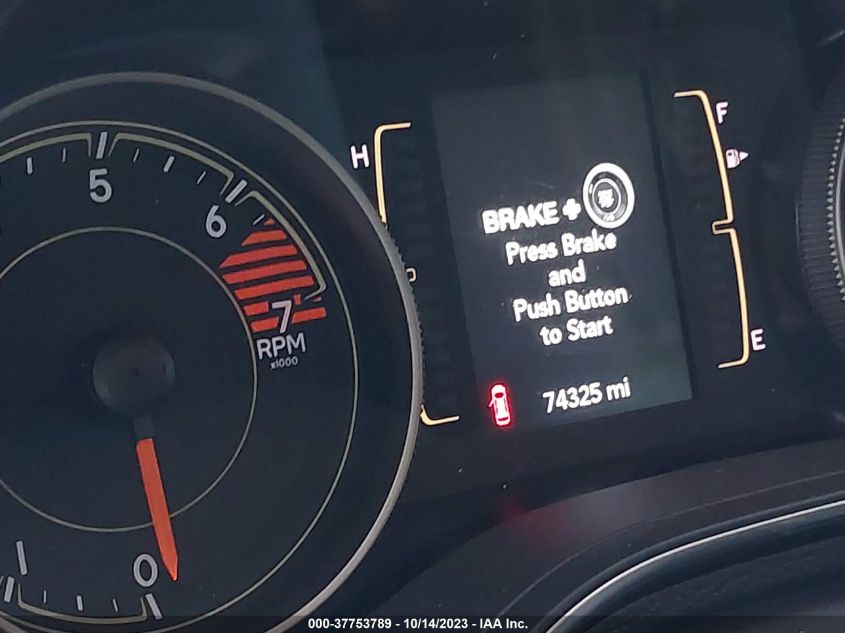 5
6
7
RPM
x1000
1
0
H
F
E
BRAKE +
Press Brake
and
Push Button
to Start
74325 mi
000-37753789 - 10/14/2023 - IAA Inc.